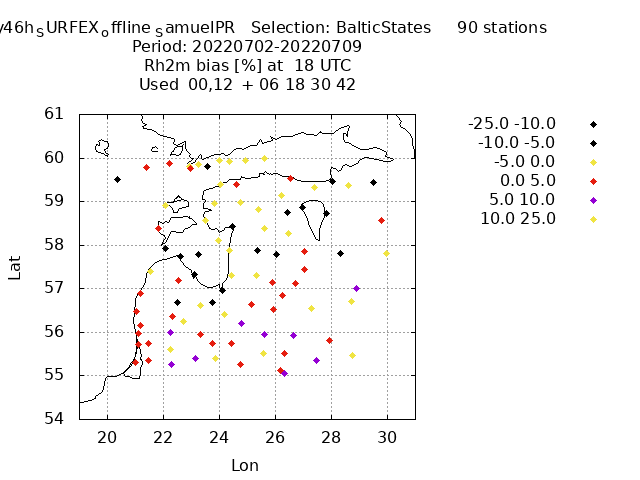 y46h_SURFEX_offline_samuelPR Selection: BalticStates 90 stations
Period: 20220702-20220709
Rh2m bias [%] at 18 UTC
Used 00,12 + 06 18 30 42
-25.0 -10.0
-10.0 -5.0
-5.0 0.0
0.0 5.0
5.0 10.0
10.0 25.0
61
60
59
58
57
56
55
54
Lat
20 22 24 26 28 30
Lon